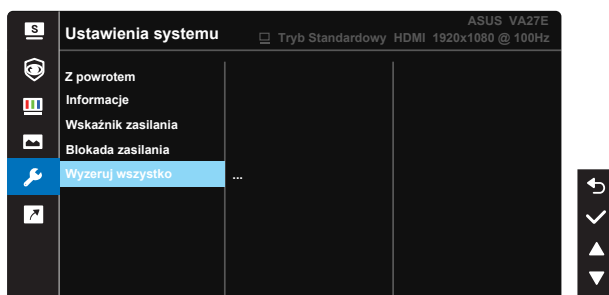 S
Ustawienia systemu
ASUS VA27E
Tryb Standardowy HDMI 1920x1080 @ 100Hz
Z powrotem
Informacje
Wskaźnik zasilania
Blokada zasilania
Wyzeruj wszystko ...